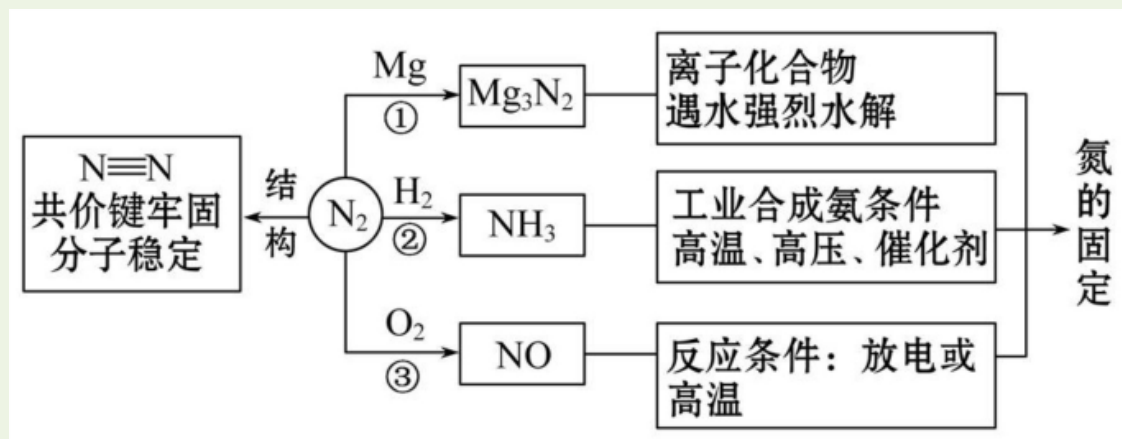 N≡N
共价键牢固
分子稳定
结
构
N₂
Mg
①
Mg₃N₂
离子化合物
遇水强烈水解
H₂
②
NH₃
工业合成氨条件
高温、高压、催化剂
O₂
③
NO
反应条件：放电或
高温
氮
的
固
定